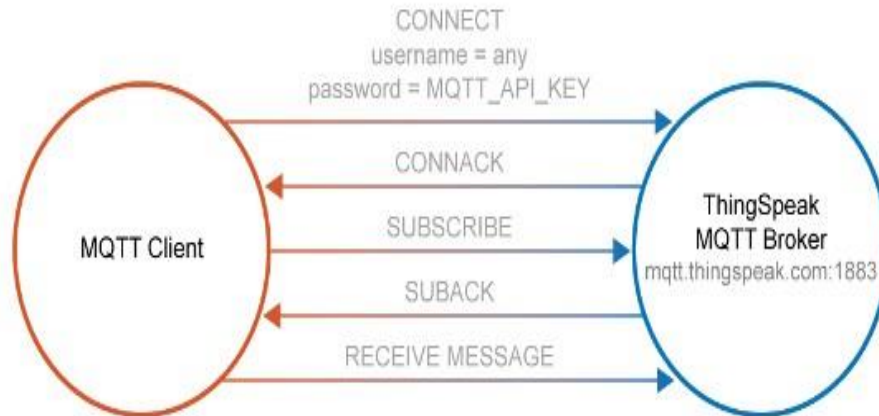 CONNECT
username = any
password = MQTT_API_KEY
CONNACK
SUBSCRIBE
SUBACK
RECEIVE MESSAGE
MQTT Client
ThingSpeak
MQTT Broker
mqtt.thingspeak.com:1883